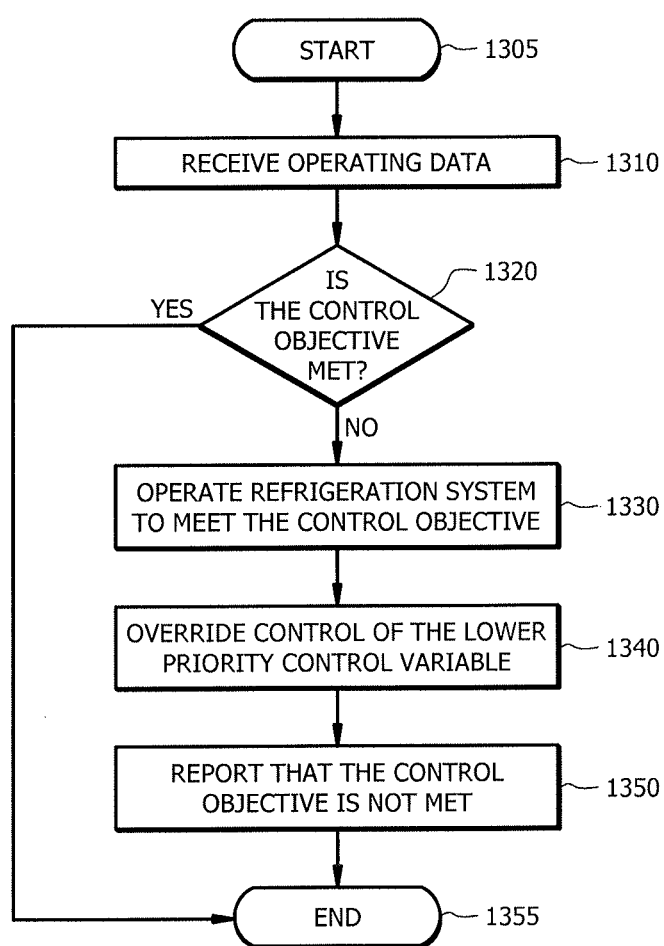 START
1305
RECEIVE OPERATING DATA
1310
IS
THE CONTROL
OBJECTIVE
MET?
1320
YES
NO
OPERATE REFRIGERATION SYSTEM
TO MEET THE CONTROL OBJECTIVE
1330
OVERRIDE CONTROL OF THE LOWER
PRIORITY CONTROL VARIABLE
1340
REPORT THAT THE CONTROL
OBJECTIVE IS NOT MET
1350
END
1355